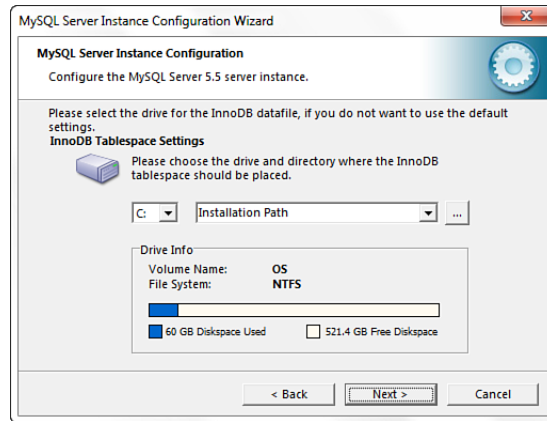 MySQL Server Instance Configuration Wizard
MySQL Server Instance Configuration
Configure the MySQL Server 5.5 server instance.
Please select the drive for the InnoDB datafile, if you do not want to use the default
settings.
InnoDB Tablespace Settings
Please choose the drive and directory where the InnoDB
tablespace should be placed.
C: Installation Path ...
Drive Info
Volume Name: OS
File System: NTFS
60 GB Diskspace Used 521.4 GB Free Diskspace
< Back Next > Cancel